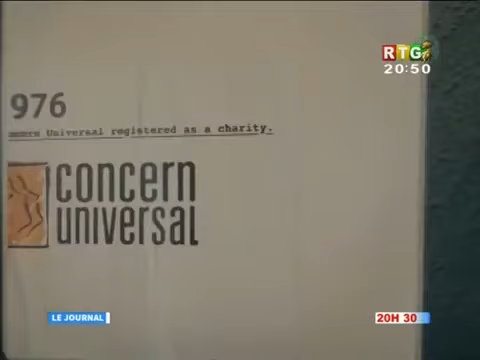 RTG
20:50
976
Universal registered as a charity.
concern
universal
LE JOURNAL
20H 30